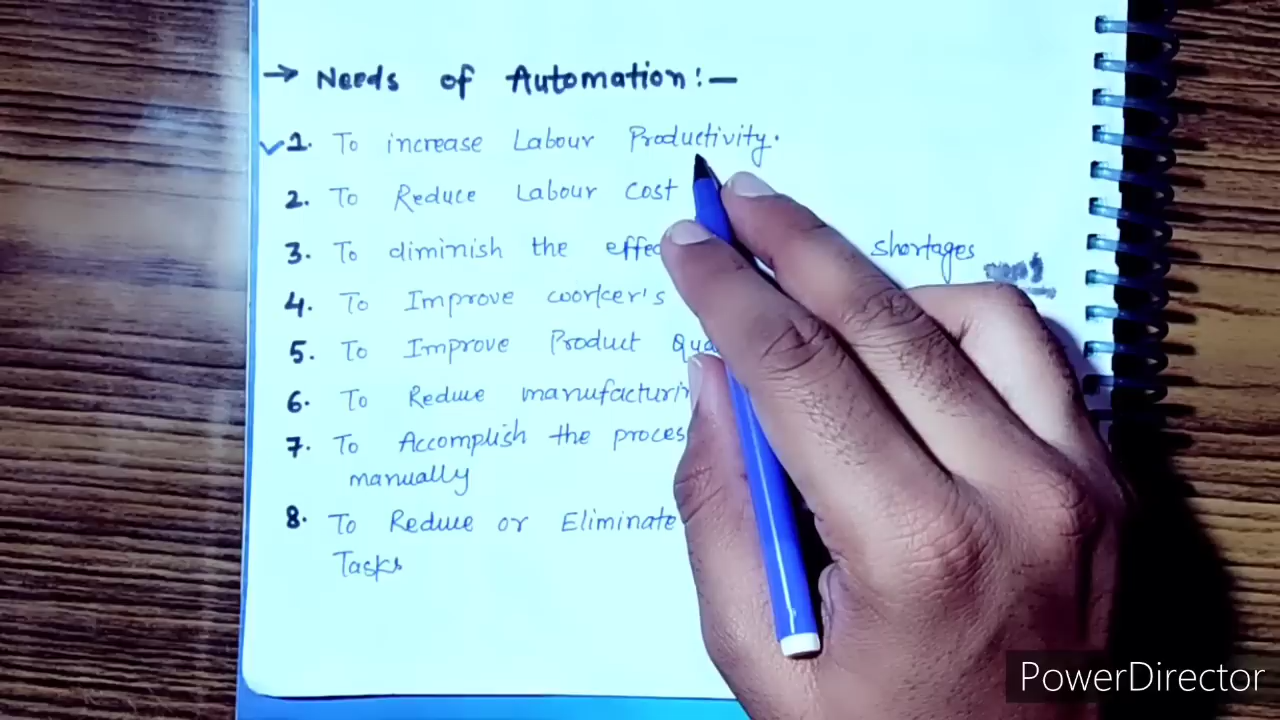 → Needs of Automation:-
✓1. To increase Labour Productivity.
2. To Reduce Labour Cost
3. To diminish the shortages
4. To Improve worker's
5. To Improve Product
6. To Reduce
7. To Accomplish the
manually
8. To Reduce or Eliminate
Tasks
PowerDirector